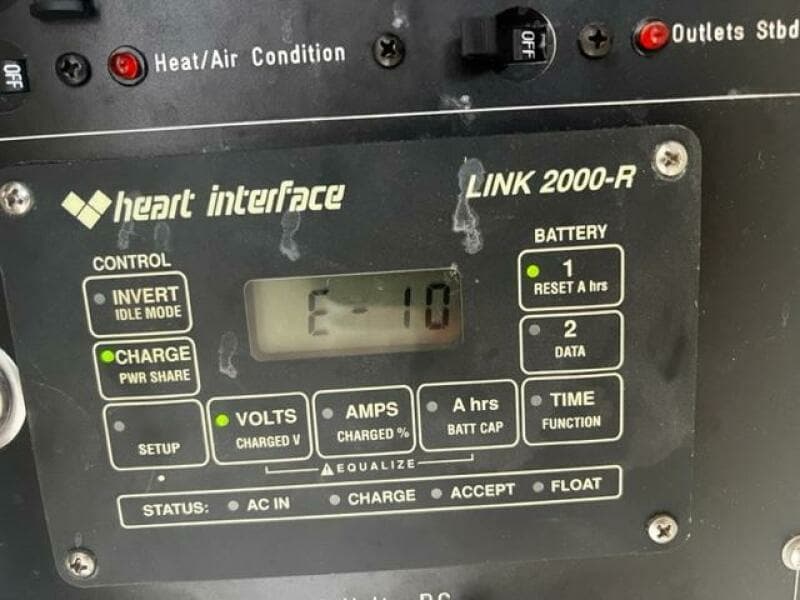 OFF
Heat/Air Condition
OFF
Outlets Stbd
heart interface
LINK 2000-R
CONTROL
INVERT
IDLE MODE
CHARGE
PWR SHARE
SETUP
E-10
BATTERY
1
RESET A hrs
2
DATA
VOLTS
CHARGED V
AMPS
CHARGED %
A hrs
BATT CAP
TIME
FUNCTION
EQUALIZE
STATUS: AC IN CHARGE ACCEPT FLOAT
DC